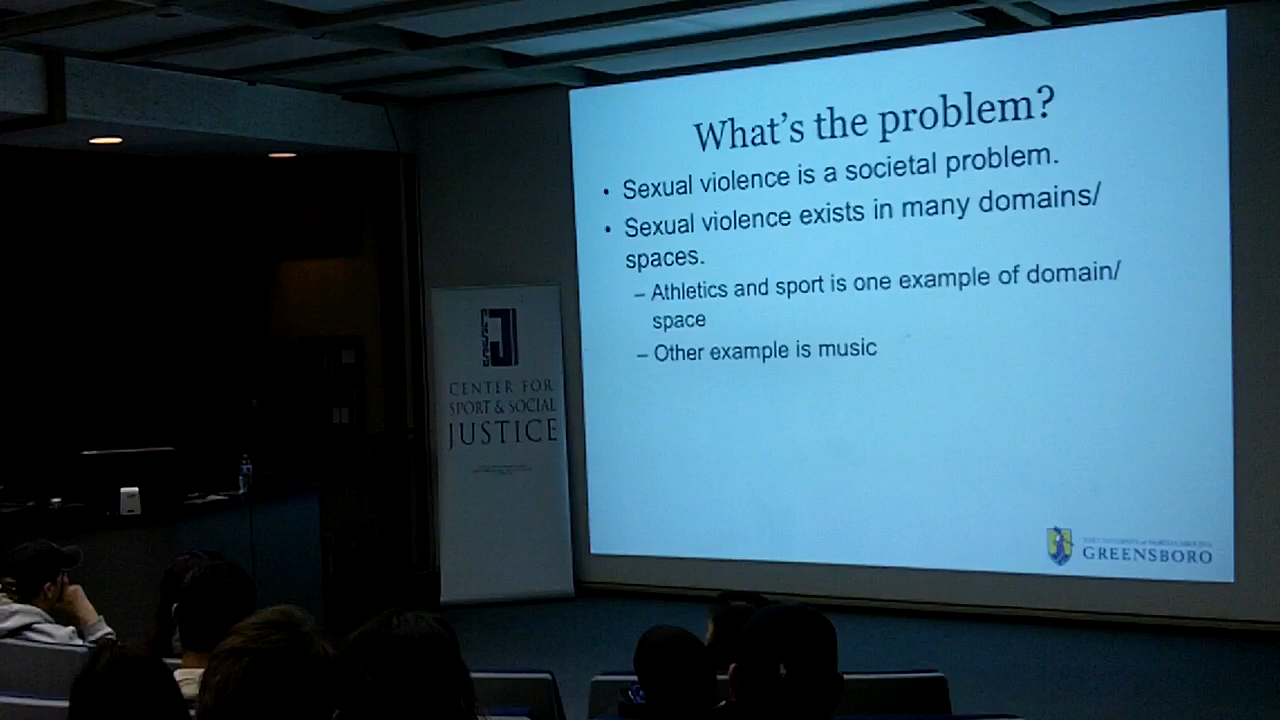 What's the problem?
• Sexual violence is a societal problem.
• Sexual violence exists in many domains/
spaces.
– Athletics and sport is one example of domain/
space
– Other example is music
CENTER FOR
SPORT & SOCIAL
JUSTICE
GREENSBORO